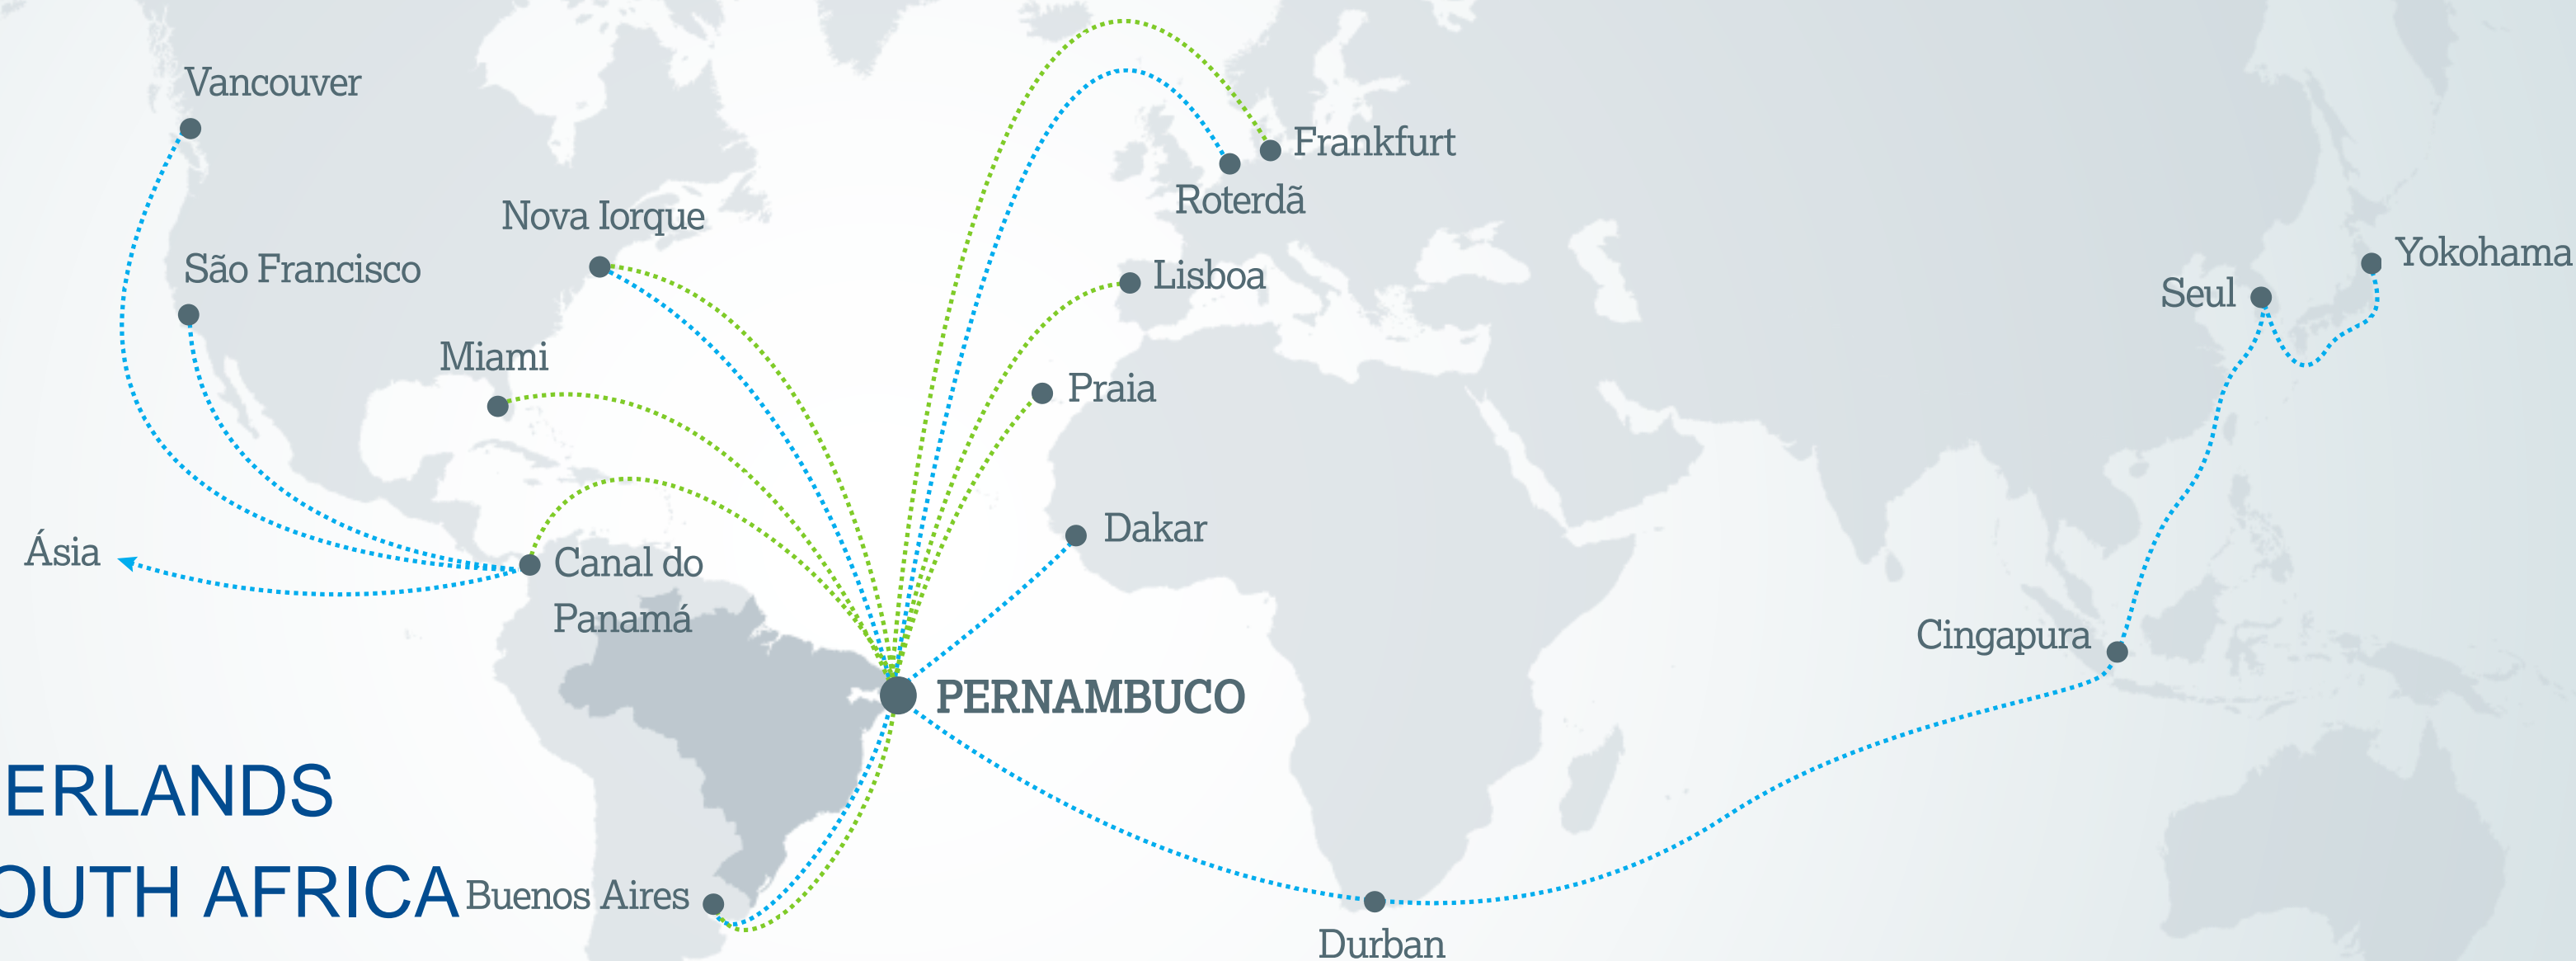 Vancouver
Frankfurt
Roterdã
Nova Iorque
Yokohama
São Francisco
Lisboa
Seul
Miami
Praia
Dakar
Ásia
Canal do
Panamá
Cingapura
PERNAMBUCO
ERLANDS
OUTH AFRICA
Buenos Aires
Durban